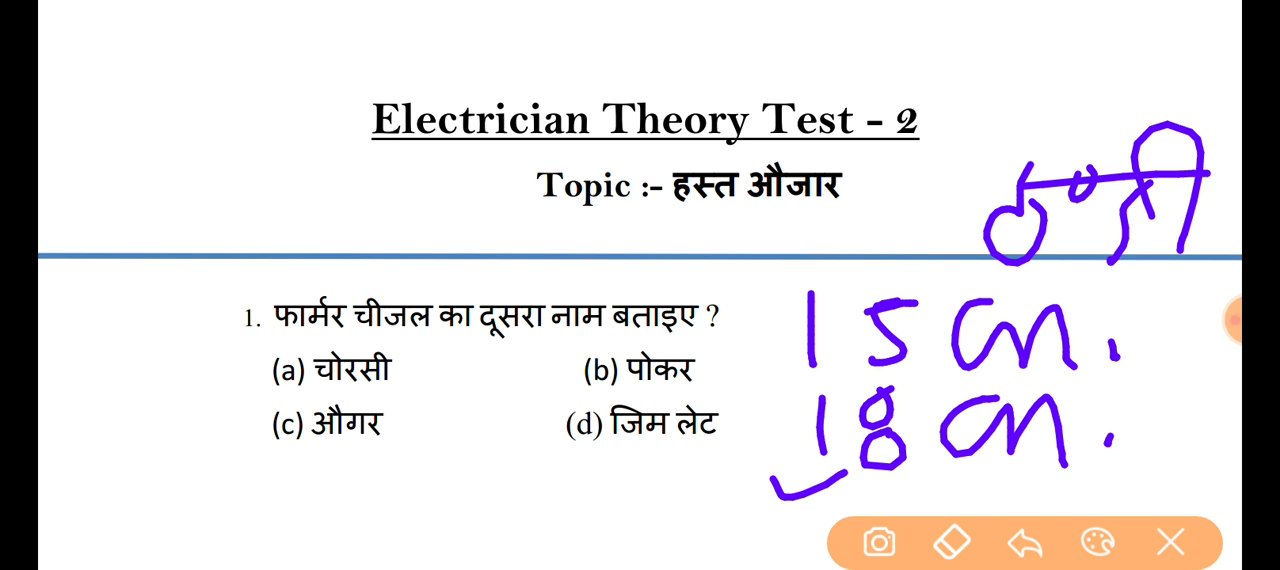 Electrician Theory Test - 2
Topic :- हस्त औजार
1. फार्मर चीजल का दूसरा नाम बताइए ?
(a) चोरसी (b) पोकर
(c) औगर (d) जिम लेट
15 cm.
18 cm.